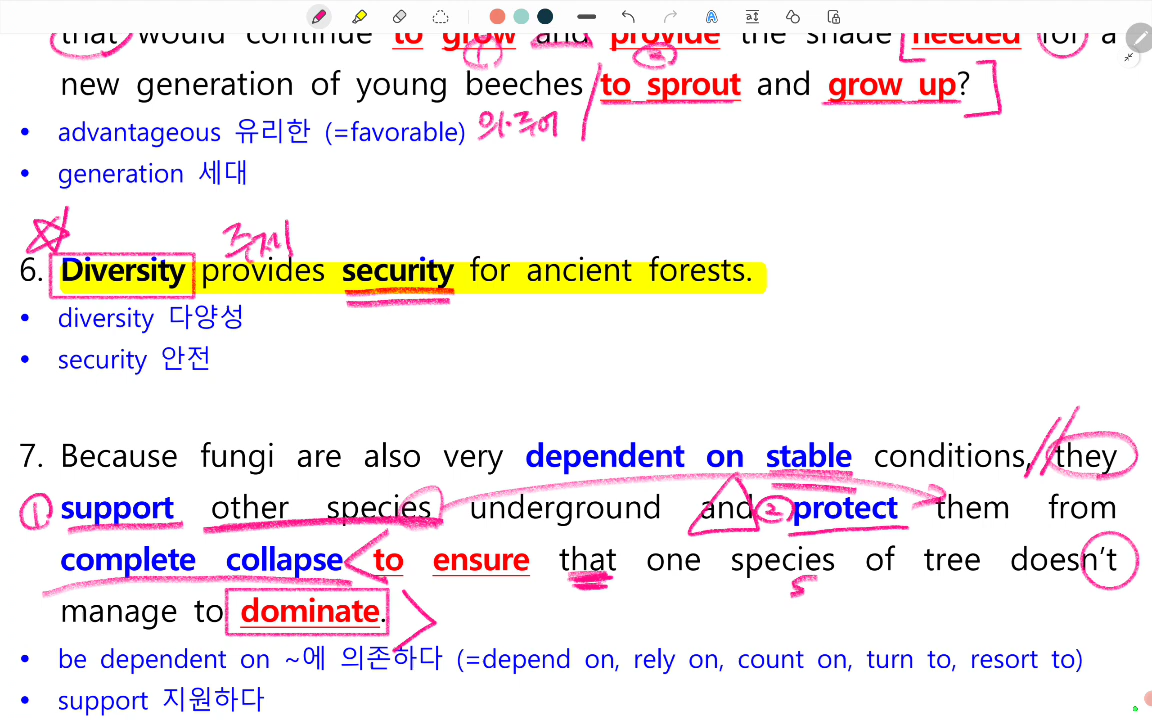 that would continue to grow and provide the shade needed for a
① ②
new generation of young beeches to sprout and grow up?
• advantageous 유리한 (=favorable) 의.주어
• generation 세대
주제
6. Diversity provides security for ancient forests.
• diversity 다양성
• security 안전
7. Because fungi are also very dependent on stable conditions, they
① support other species underground and ② protect them from
complete collapse to ensure that one species of tree doesn't
S
manage to dominate.
• be dependent on ~에 의존하다 (=depend on, rely on, count on, turn to, resort to)
• support 지원하다